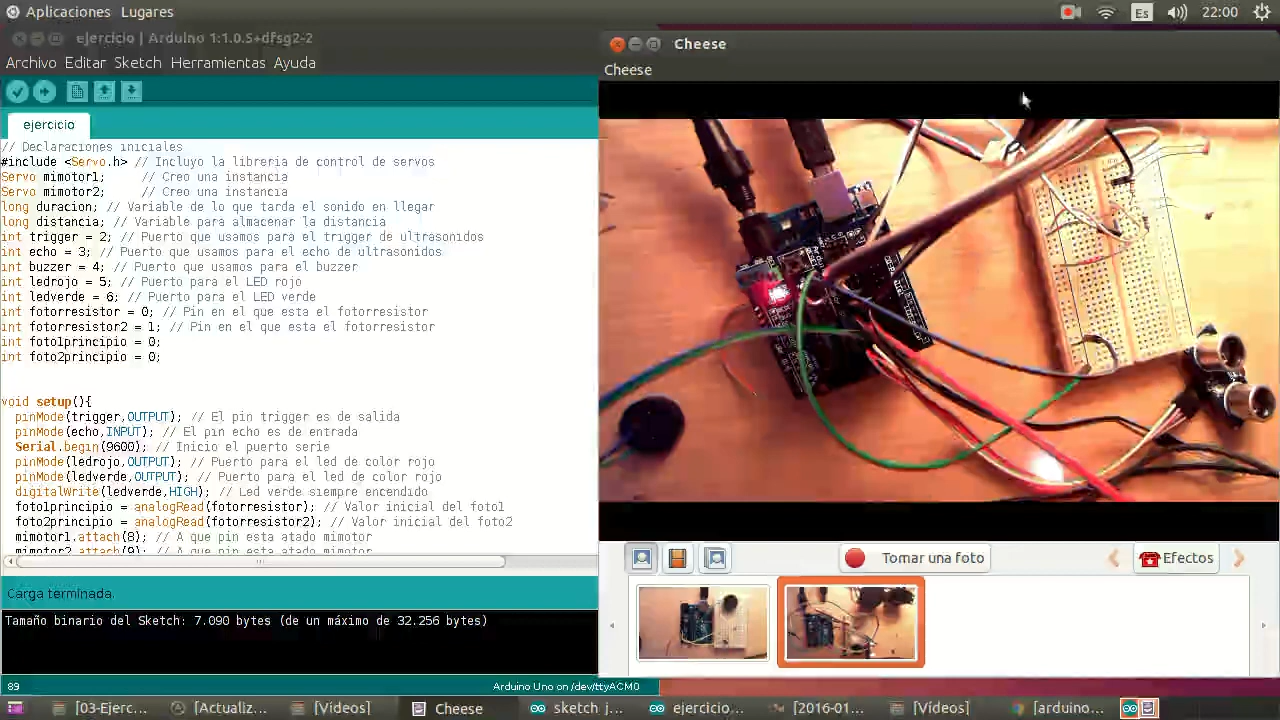 Aplicaciones Lugares
Es 22:00
ejercicio | Arduino 1:1.0.5+dfsg2-2
Archivo Editar Sketch Herramientas Ayuda
ejercicio
// Declaraciones iniciales
#include <Servo.h> // Incluyo la libreria de control de servos
Servo mimotor1; // Creo una instancia
Servo mimotor2; // Creo una instancia
long duracion; // Variable de lo que tarda el sonido en llegar
long distancia; // Variable para almacenar la distancia
int trigger = 2; // Puerto que usamos para el trigger de ultrasonidos
int echo = 3; // Puerto que usamos para el echo de ultrasonidos
int buzzer = 4; // Puerto que usamos para el buzzer
int ledrojo = 5; // Puerto para el LED rojo
int ledverde = 6; // Puerto para el LED verde
int fotorresistor = 0; // Pin en el que esta el fotorresistor
int fotorresistor2 = 1; // Pin en el que esta el fotorresistor
int foto1principio = 0;
int foto2principio = 0;
void setup(){
pinMode(trigger,OUTPUT); // El pin trigger es de salida
pinMode(echo,INPUT); // El pin echo es de entrada
Serial.begin(9600); // Inicio el puerto serie
pinMode(ledrojo,OUTPUT); // Puerto para el led de color rojo
pinMode(ledverde,OUTPUT); // Puerto para el led de color rojo
digitalWrite(ledverde,HIGH); // Led verde siempre encendido
foto1principio = analogRead(fotorresistor); // Valor inicial del foto1
foto2principio = analogRead(fotorresistor2); // Valor inicial del foto2
mimotor1.attach(8); // A que pin esta atado mimotor
mimotor2.attach(9); // A que pin esta atado mimotor
Carga terminada.
Tamaño binario del Sketch: 7.090 bytes (de un máximo de 32.256 bytes)
89
Arduino Uno on /dev/ttyACM0
Cheese
Cheese
Tomar una foto
Efectos
[03-Ejerc... [Actualiz... [Vídeos] Cheese sketch_j... ejercicio... [2016-01... [Vídeos] [arduino...